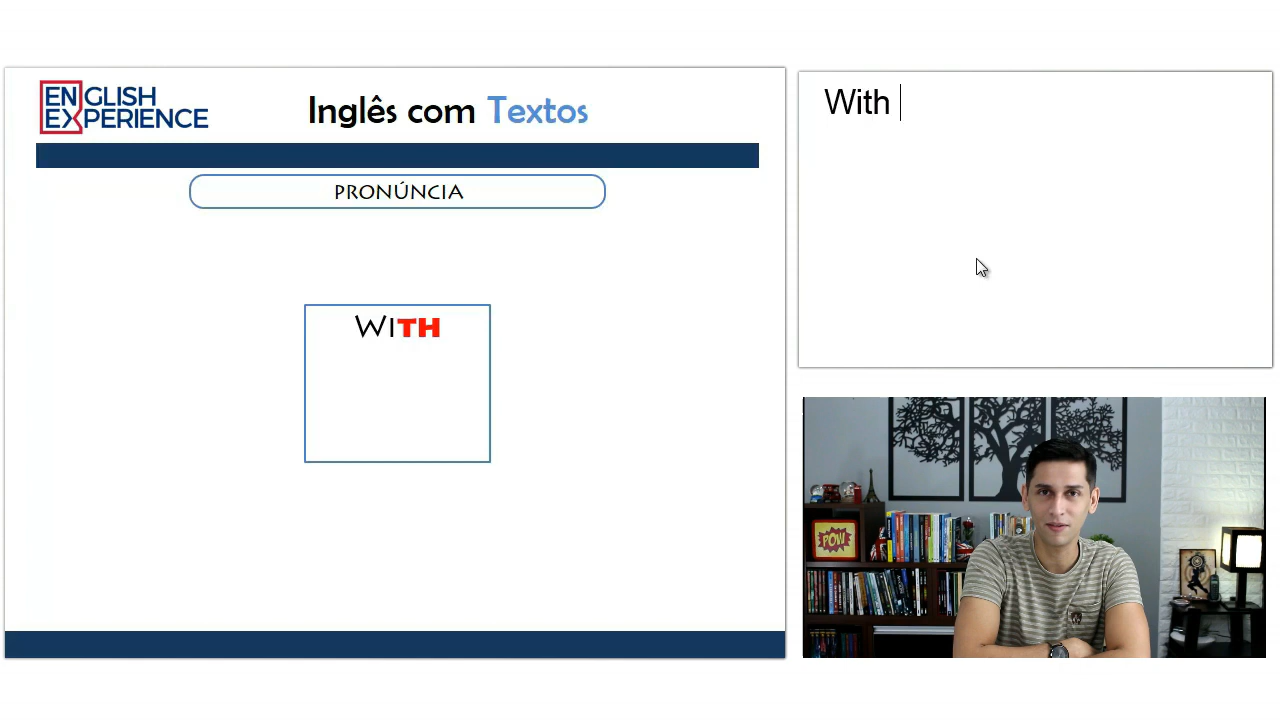 ENGLISH
EXPERIENCE
Inglês com Textos
PRONÚNCIA
WITH
With
POW